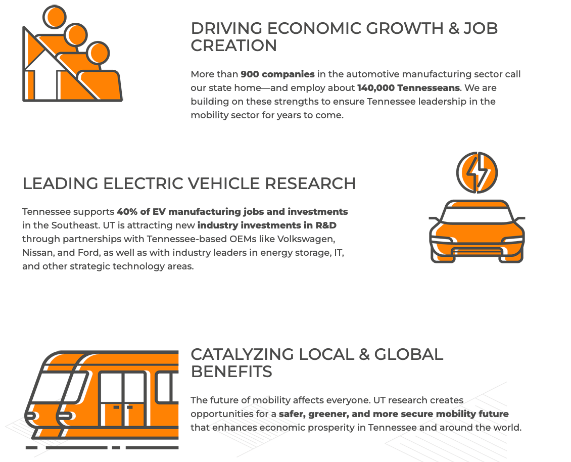 DRIVING ECONOMIC GROWTH & JOB
CREATION
More than 900 companies in the automotive manufacturing sector call
our state home—and employ about 140,000 Tennesseans. We are
building on these strengths to ensure Tennessee leadership in the
mobility sector for years to come.
LEADING ELECTRIC VEHICLE RESEARCH
Tennessee supports 40% of EV manufacturing jobs and investments
in the Southeast. UT is attracting new industry investments in R&D
through partnerships with Tennessee-based OEMs like Volkswagen,
Nissan, and Ford, as well as with industry leaders in energy storage, IT,
and other strategic technology areas.
CATALYZING LOCAL & GLOBAL
BENEFITS
The future of mobility affects everyone. UT research creates
opportunities for a safer, greener, and more secure mobility future
that enhances economic prosperity in Tennessee and around the world.